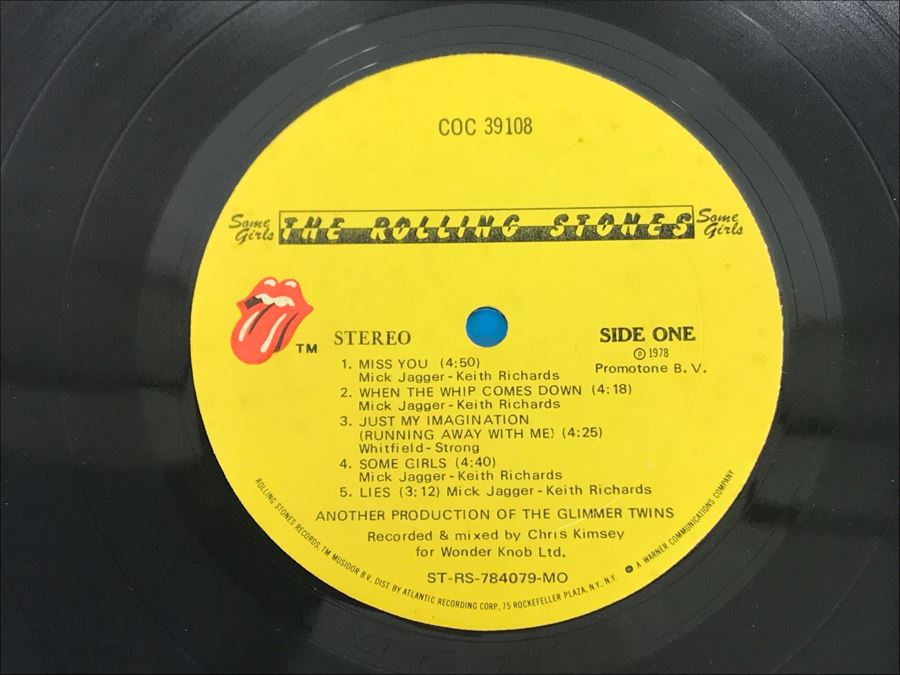 COC 39108
Some Girls THE ROLLING STONES Some Girls
TM
STEREO
SIDE ONE
℗ 1978
Promotone B.V.
1. MISS YOU (4:50)
Mick Jagger - Keith Richards
2. WHEN THE WHIP COMES DOWN (4:18)
Mick Jagger - Keith Richards
3. JUST MY IMAGINATION
(RUNNING AWAY WITH ME) (4:25)
Whitfield - Strong
4. SOME GIRLS (4:40)
Mick Jagger - Keith Richards
5. LIES (3:12) Mick Jagger - Keith Richards
ANOTHER PRODUCTION OF THE GLIMMER TWINS
Recorded & mixed by Chris Kimsey
for Wonder Knob Ltd.
ST-RS-784079-MO
ROLLING STONES RECORDS, TM MUSIDOR B.V. DIST. BY ATLANTIC RECORDING CORP., 75 ROCKEFELLER PLAZA, N.Y., N.Y. A WARNER COMMUNICATIONS COMPANY